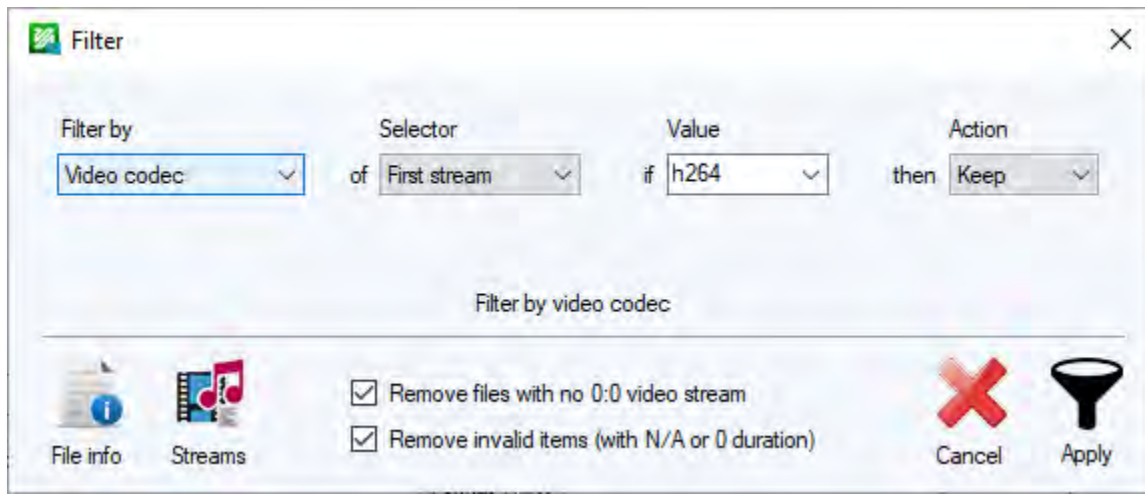 Filter
Filter by Selector Value Action
Video codec of First stream if h264 then Keep
Filter by video codec
Remove files with no 0:0 video stream
Remove invalid items (with N/A or 0 duration)
File info Streams Cancel Apply